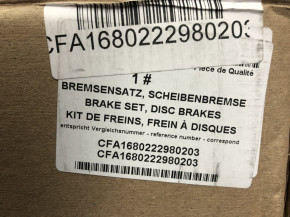 CFA1680222980203
Pièce de Qualité
1 #
BREMSENSATZ, SCHEIBENBREMSE
BRAKE SET, DISC BRAKES
KIT DE FREINS, FREIN À DISQUES
entspricht Vergleichsnummer - reference number - correspond
CFA1680222980203
CFA1680222980203